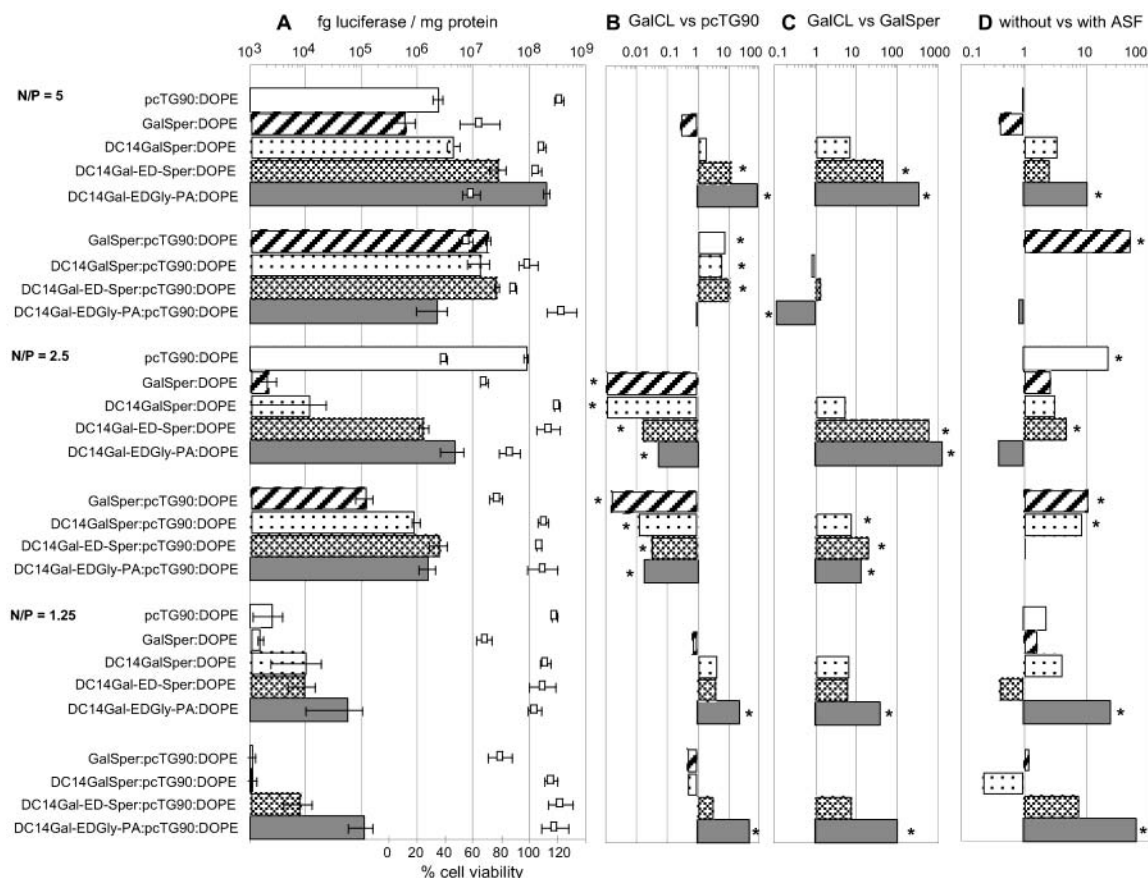 A fg luciferase / mg protein
B GalCL vs pcTG90
C GalCL vs GalSper
D without vs with ASF
10³ 10⁴ 10⁵ 10⁶ 10⁷ 10⁸ 10⁹
0.01 0.1 1 10 100
1 10 100 1000
1 10 100
N/P = 5
pcTG90:DOPE
GalSper:DOPE
DC14GalSper:DOPE *
DC14Gal-ED-Sper:DOPE * *
DC14Gal-EDGly-PA:DOPE * * *
GalSper:pcTG90:DOPE * *
DC14GalSper:pcTG90:DOPE *
DC14Gal-ED-Sper:pcTG90:DOPE *
DC14Gal-EDGly-PA:pcTG90:DOPE *
N/P = 2.5
pcTG90:DOPE *
GalSper:DOPE *
DC14GalSper:DOPE *
DC14Gal-ED-Sper:DOPE * * *
DC14Gal-EDGly-PA:DOPE * *
GalSper:pcTG90:DOPE * *
DC14GalSper:pcTG90:DOPE * * *
DC14Gal-ED-Sper:pcTG90:DOPE * *
DC14Gal-EDGly-PA:pcTG90:DOPE * *
N/P = 1.25
pcTG90:DOPE
GalSper:DOPE
DC14GalSper:DOPE
DC14Gal-ED-Sper:DOPE
DC14Gal-EDGly-PA:DOPE * * *
GalSper:pcTG90:DOPE
DC14GalSper:pcTG90:DOPE
DC14Gal-ED-Sper:pcTG90:DOPE
DC14Gal-EDGly-PA:pcTG90:DOPE * * *
0 20 40 60 80 100 120
% cell viability